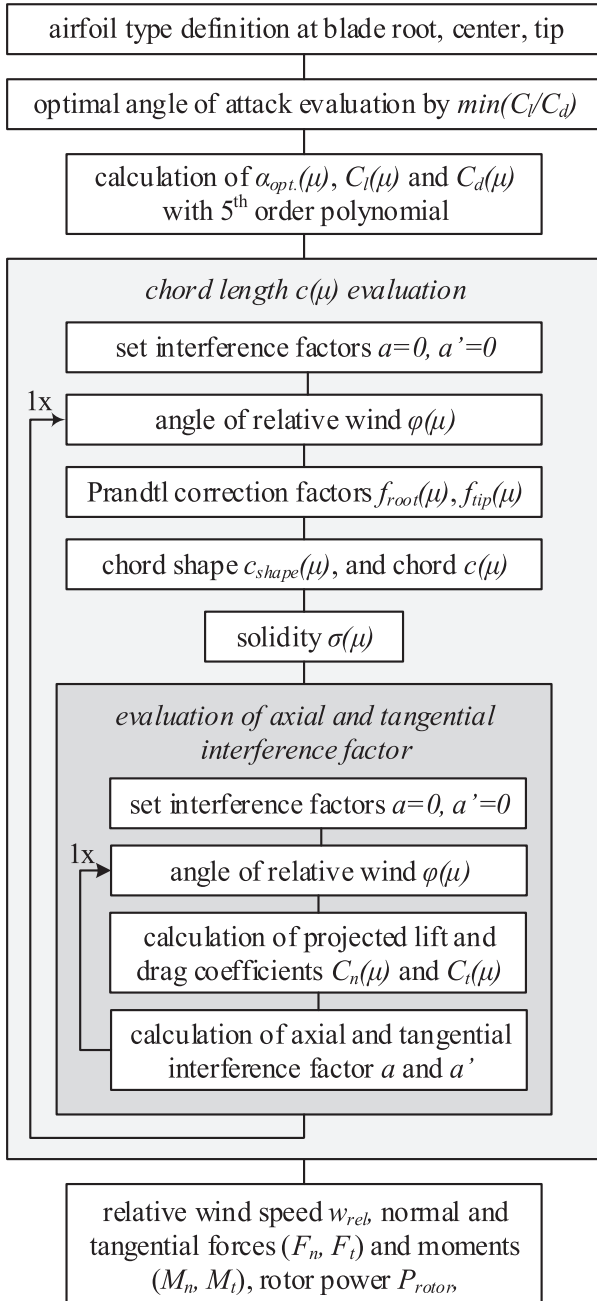 airfoil type definition at blade root, center, tip
optimal angle of attack evaluation by min(Cl/Cd)
calculation of αopt.(μ), Cl(μ) and Cd(μ)
with 5th order polynomial
chord length c(μ) evaluation
set interference factors a=0, a’=0
1x
angle of relative wind φ(μ)
Prandtl correction factors froot(μ), ftip(μ)
chord shape cshape(μ), and chord c(μ)
solidity σ(μ)
evaluation of axial and tangential
interference factor
set interference factors a=0, a’=0
1x
angle of relative wind φ(μ)
calculation of projected lift and
drag coefficients Cn(μ) and Ct(μ)
calculation of axial and tangential
interference factor a and a’
relative wind speed wrel, normal and
tangential forces (Fn, Ft) and moments
(Mn, Mt), rotor power Protor,